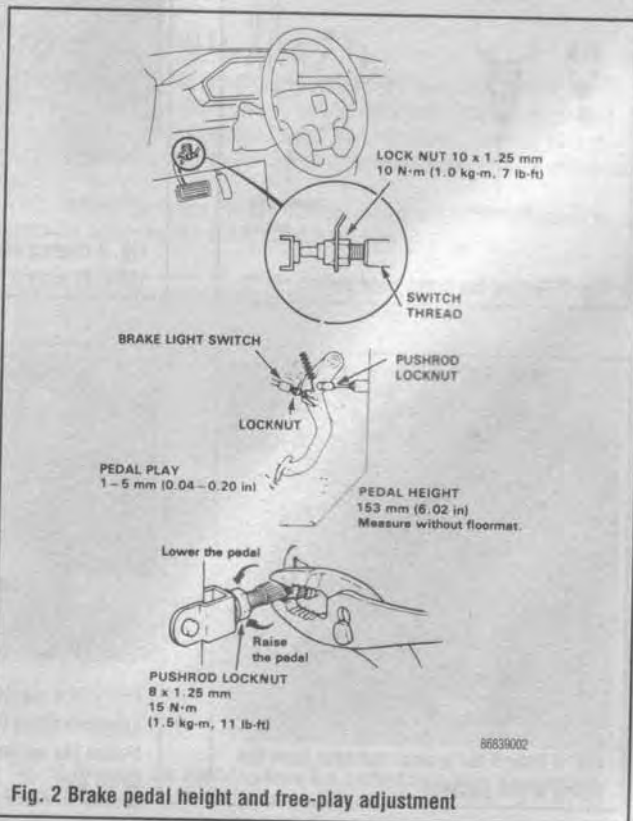 LOCK NUT 10 x 1.25 mm
10 N·m (1.0 kg-m, 7 lb-ft)
SWITCH
THREAD
BRAKE LIGHT SWITCH
PUSHROD
LOCKNUT
LOCKNUT
PEDAL PLAY
1–5 mm (0.04–0.20 in)
PEDAL HEIGHT
153 mm (6.02 in)
Measure without floormat.
Lower the pedal
Raise
the pedal
PUSHROD LOCKNUT
8 x 1.25 mm
15 N·m
(1.5 kg-m, 11 lb-ft)
86839002
Fig. 2 Brake pedal height and free-play adjustment